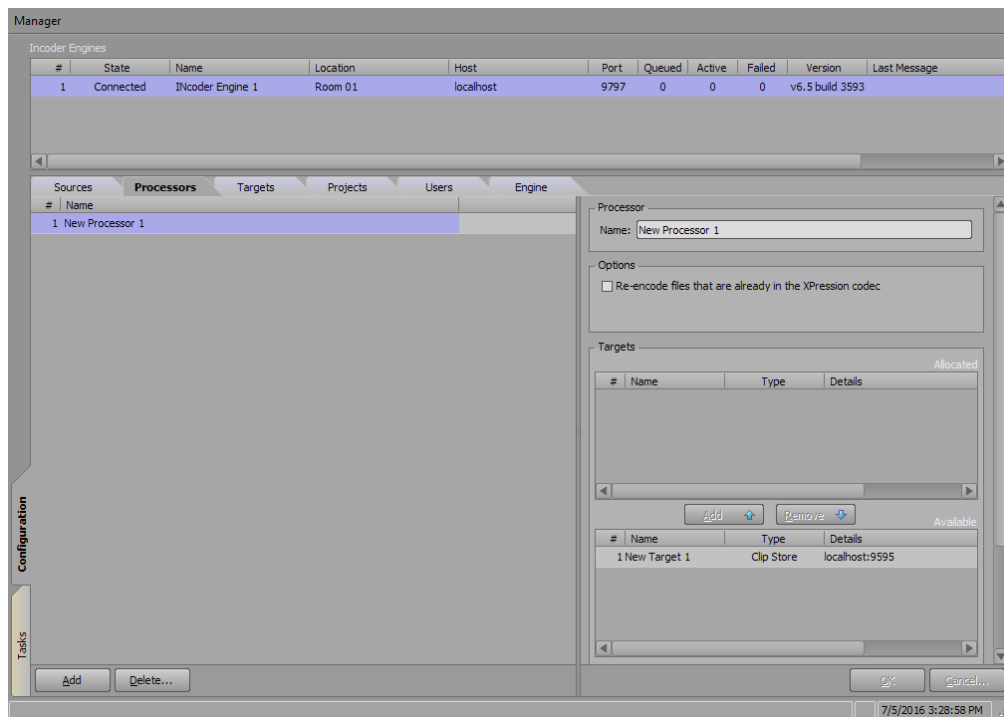 Manager
Incoder Engines
# State Name Location Host Port Queued Active Failed Version Last Message
1 Connected INcoder Engine 1 Room 01 localhost 9797 0 0 0 v6.5 build 3593
Sources Processors Targets Projects Users Engine
# Name
1 New Processor 1
Processor
Name: New Processor 1
Options
Re-encode files that are already in the XPression codec
Targets
Allocated
# Name Type Details
Add Remove
Available
# Name Type Details
1 New Target 1 Clip Store localhost:9595
Configuration
Tasks
Add Delete... OK Cancel...
7/5/2016 3:28:58 PM